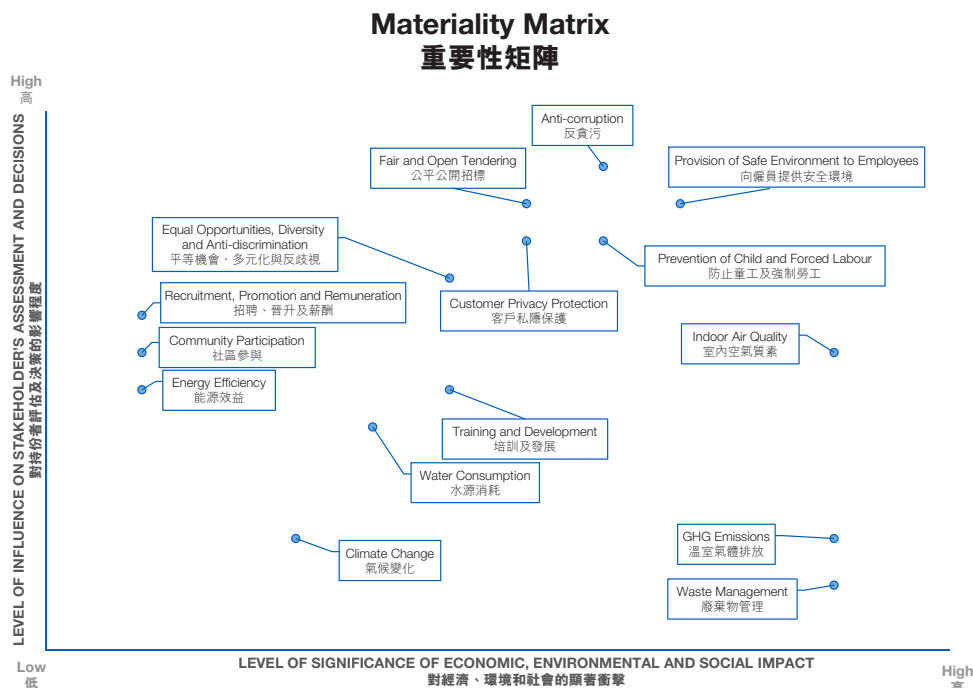 Materiality Matrix
重要性矩陣
High
高
LEVEL OF INFLUENCE ON STAKEHOLDER'S ASSESSMENT AND DECISIONS
對持份者評估及決策的影響程度
Anti-corruption
反貪污
Fair and Open Tendering
公平公開招標
Provision of Safe Environment to Employees
向僱員提供安全環境
Equal Opportunities, Diversity
and Anti-discrimination
平等機會、多元化與反歧視
Prevention of Child and Forced Labour
防止童工及強制勞工
Recruitment, Promotion and Remuneration
招聘、晉升及薪酬
Customer Privacy Protection
客戶私隱保護
Community Participation
社區參與
Indoor Air Quality
室內空氣質素
Energy Efficiency
能源效益
Training and Development
培訓及發展
Water Consumption
水源消耗
Climate Change
氣候變化
GHG Emissions
溫室氣體排放
Waste Management
廢棄物管理
Low
低
LEVEL OF SIGNIFICANCE OF ECONOMIC, ENVIRONMENTAL AND SOCIAL IMPACT
對經濟、環境和社會的顯著衝擊
High
高